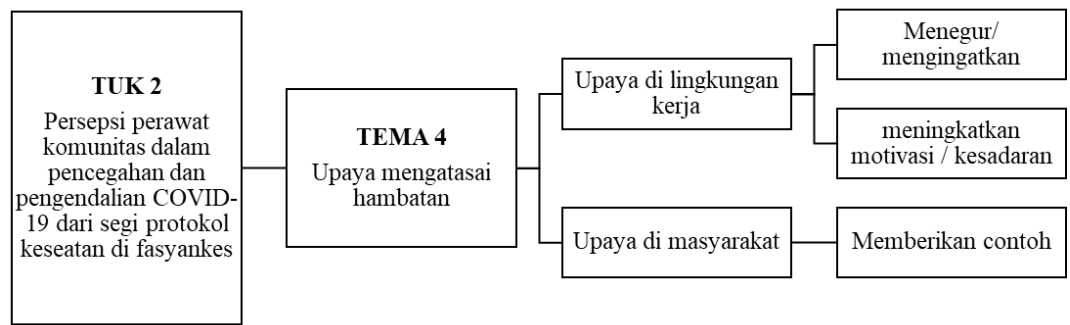 TUK 2
Persepsi perawat
komunitas dalam
pencegahan dan
pengendalian COVID-
19 dari segi protokol
keseatan di fasyankes
TEMA 4
Upaya mengatasai
hambatan
Upaya di lingkungan
kerja
Menegur/
mengingatkan
meningkatkan
motivasi / kesadaran
Upaya di masyarakat
Memberikan contoh